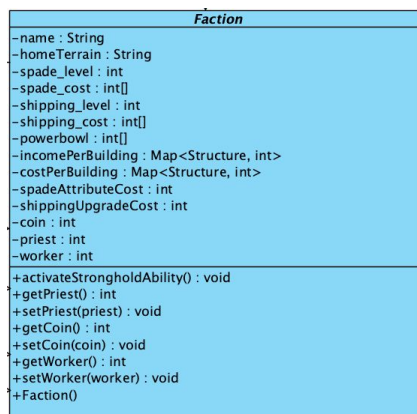 Faction
-name : String
-homeTerrain : String
-spade_level : int
-spade_cost : int[]
-shipping_level : int
-shipping_cost : int[]
-powerbowl : int[]
-incomePerBuilding : Map<Structure, int>
-costPerBuilding : Map<Structure, int>
-spadeAttributeCost : int
-shippingUpgradeCost : int
-coin : int
-priest : int
-worker : int
+activateStrongholdAbility() : void
+getPriest() : int
+setPriest(priest) : void
+getCoin() : int
+setCoin(coin) : void
+getWorker() : int
+setWorker(worker) : void
+Faction()